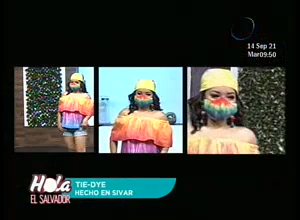 14 Sep 21
Mar09:50
Hola
EL SALVADOR
TIE-DYE
HECHO EN SIVAR